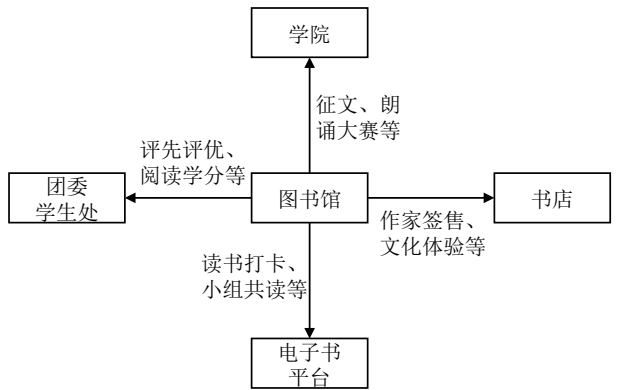 学院
征文、朗
诵大赛等
评先评优、
阅读学分等
团委
学生处
图书馆
书店
作家签售、
文化体验等
读书打卡、
小组共读等
电子书
平台